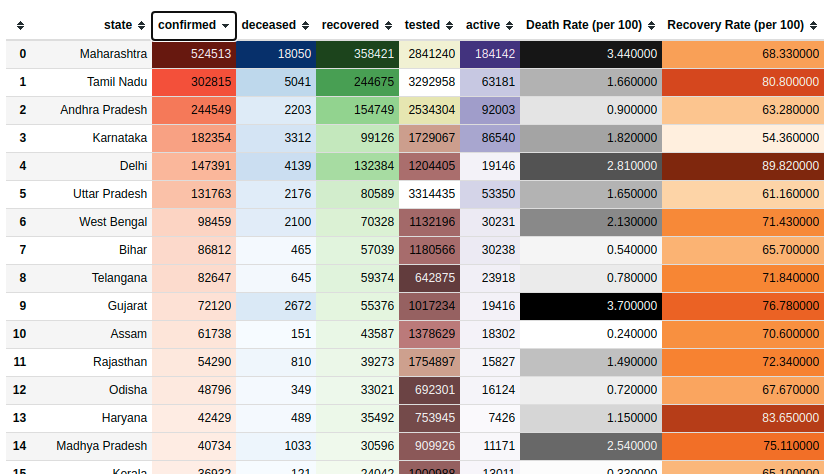 state confirmed deceased recovered tested active Death Rate (per 100) Recovery Rate (per 100)
0 Maharashtra 524513 18050 358421 2841240 184142 3.440000 68.330000
1 Tamil Nadu 302815 5041 244675 3292958 63181 1.660000 80.800000
2 Andhra Pradesh 244549 2203 154749 2534304 92003 0.900000 63.280000
3 Karnataka 182354 3312 99126 1729067 86540 1.820000 54.360000
4 Delhi 147391 4139 132384 1204405 19146 2.810000 89.820000
5 Uttar Pradesh 131763 2176 80589 3314435 53350 1.650000 61.160000
6 West Bengal 98459 2100 70328 1132196 30231 2.130000 71.430000
7 Bihar 86812 465 57039 1180566 30238 0.540000 65.700000
8 Telangana 82647 645 59374 642875 23918 0.780000 71.840000
9 Gujarat 72120 2672 55376 1017234 19416 3.700000 76.780000
10 Assam 61738 151 43587 1378629 18302 0.240000 70.600000
11 Rajasthan 54290 810 39273 1754897 15827 1.490000 72.340000
12 Odisha 48796 349 33021 692301 16124 0.720000 67.670000
13 Haryana 42429 489 35492 753945 7426 1.150000 83.650000
14 Madhya Pradesh 40734 1033 30596 909926 11171 2.540000 75.110000
15 Kerala 36932 121 24042 1000988 13011 0.330000 65.100000